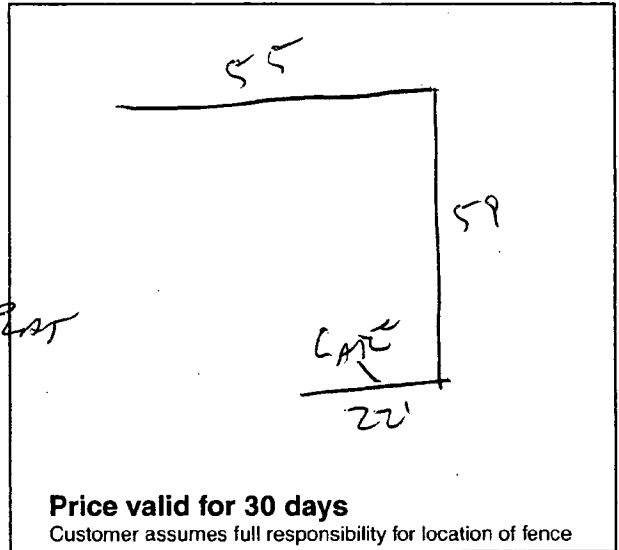 55
59
GATE
22'
Price valid for 30 days
Customer assumes full responsibility for location of fence